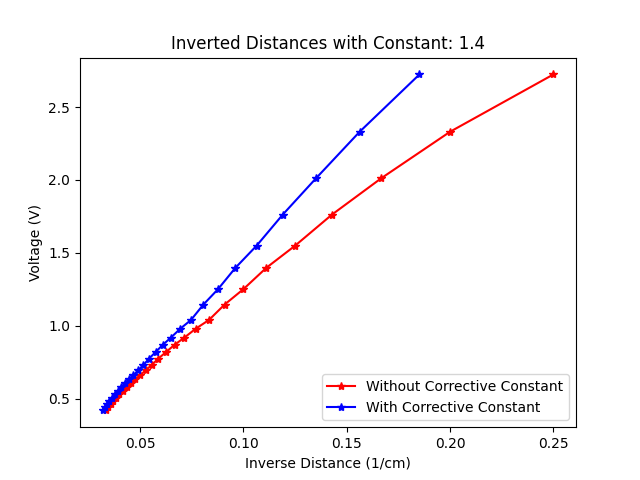 Inverted Distances with Constant: 1.4
Voltage (V)
2.5
2.0
1.5
1.0
0.5
Without Corrective Constant
With Corrective Constant
0.05 0.10 0.15 0.20 0.25
Inverse Distance (1/cm)